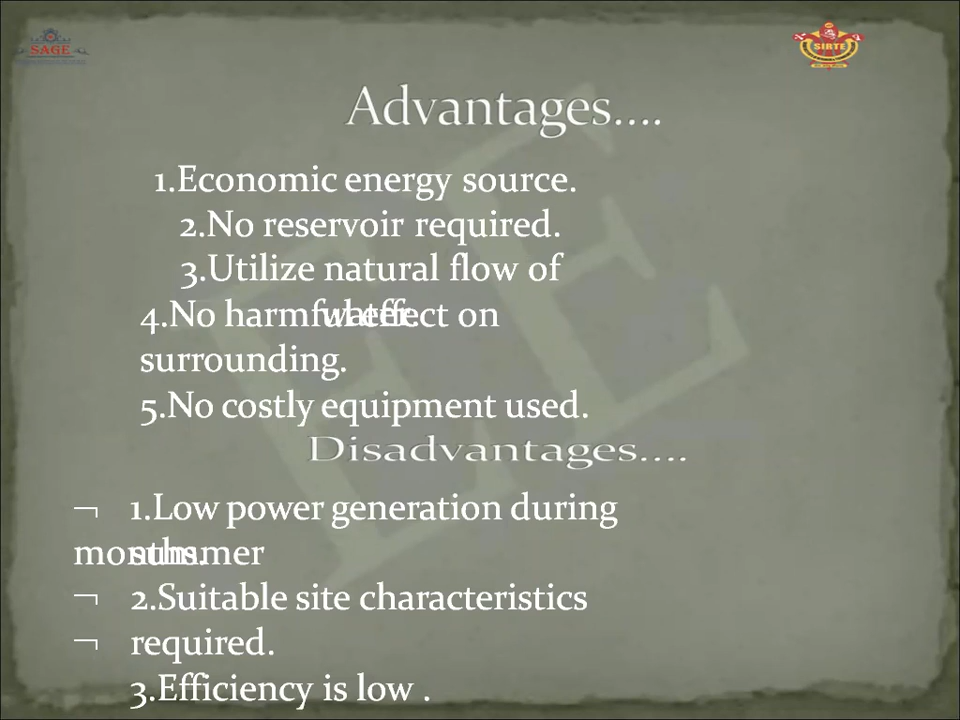 SAGE
SIRTE
Advantages....
1.Economic energy source.
2.No reservoir required.
3.Utilize natural flow of
water.
4.No harmful effect on
surrounding.
5.No costly equipment used.
Disadvantages....
¬ 1.Low power generation during
summer
months.
¬ 2.Suitable site characteristics
¬ required.
3.Efficiency is low .
EE